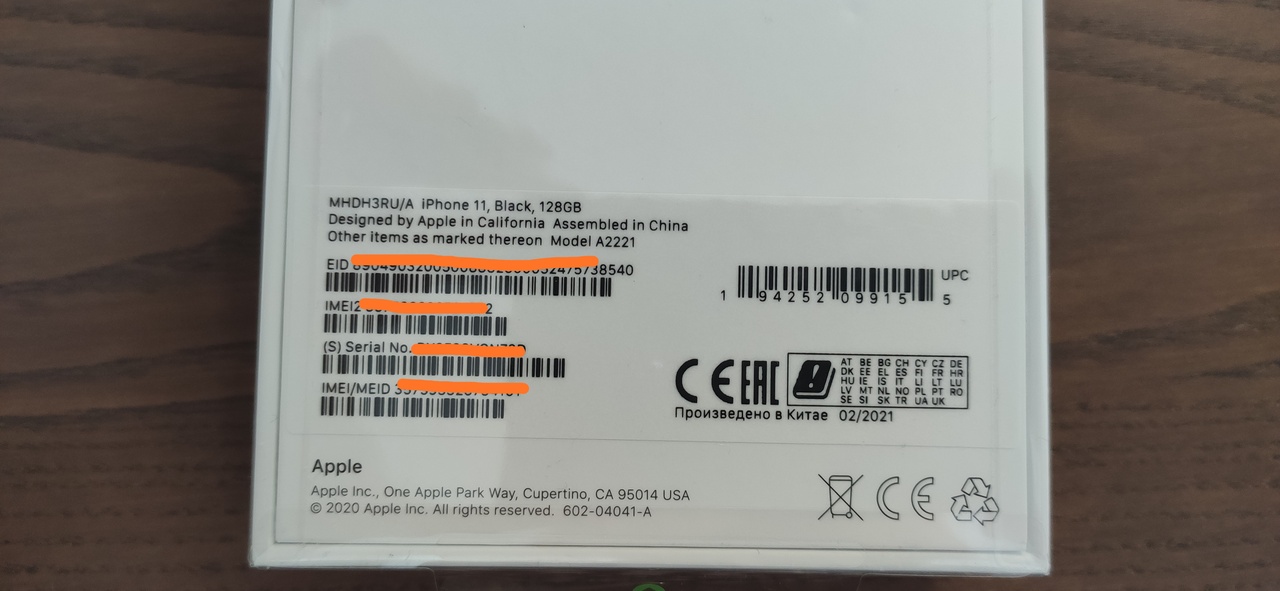 MHDH3RU/A iPhone 11, Black, 128GB
Designed by Apple in California Assembled in China
Other items as marked thereon Model A2221
EID
IMEI2
(S) Serial No.
IMEI/MEID
UPC
1 94252 09915 5
CE EAC
AT BE BG CH CY CZ DE
DK EE EL ES FI FR HR
HU IE IS IT LI LT LU
LV MT NL NO PL PT RO
SE SI SK TR UA UK
Произведено в Китае 02/2021
Apple
Apple Inc., One Apple Park Way, Cupertino, CA 95014 USA
© 2020 Apple Inc. All rights reserved. 602-04041-A
CE